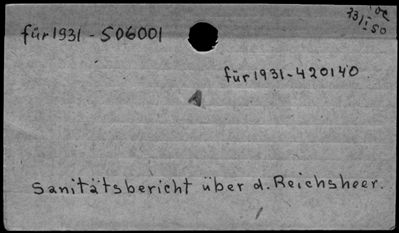 für 1931 - 506001
für 1931 - 420140
A
Sanitätsbericht über d. Reichsheer.